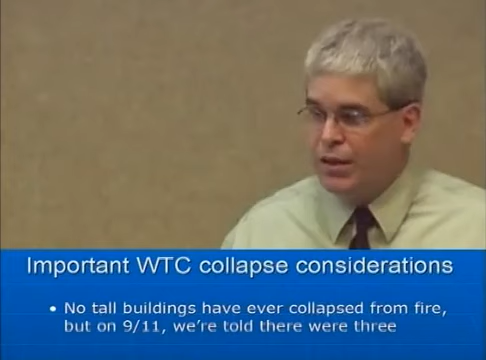 Important WTC collapse considerations
• No tall buildings have ever collapsed from fire,
but on 9/11, we're told there were three